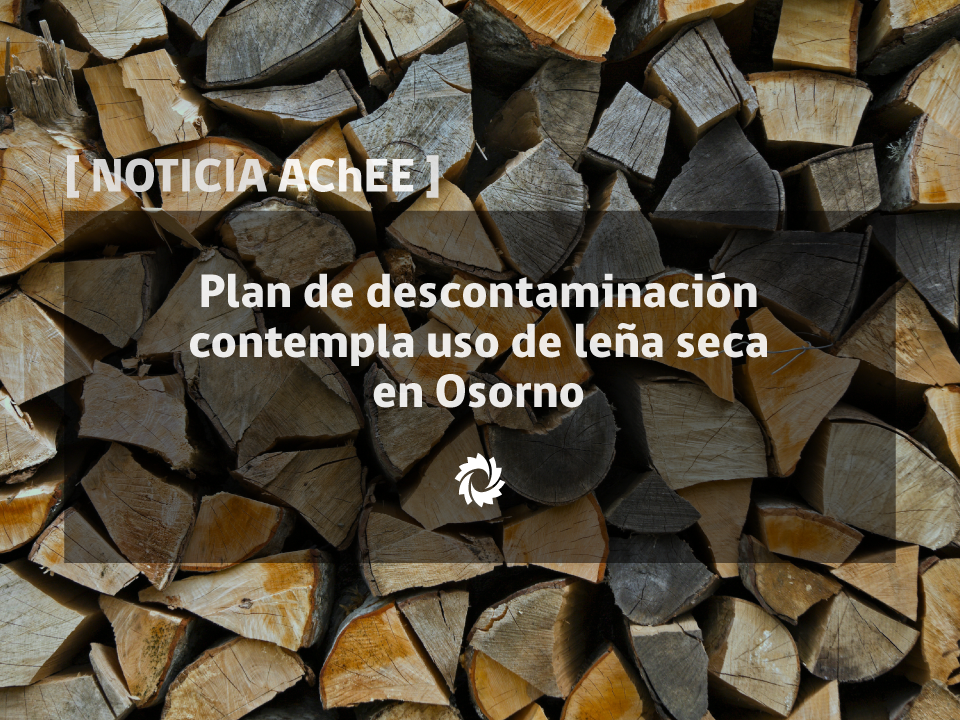 [ NOTICIA AChEE ]
Plan de descontaminación
contempla uso de leña seca
en Osorno